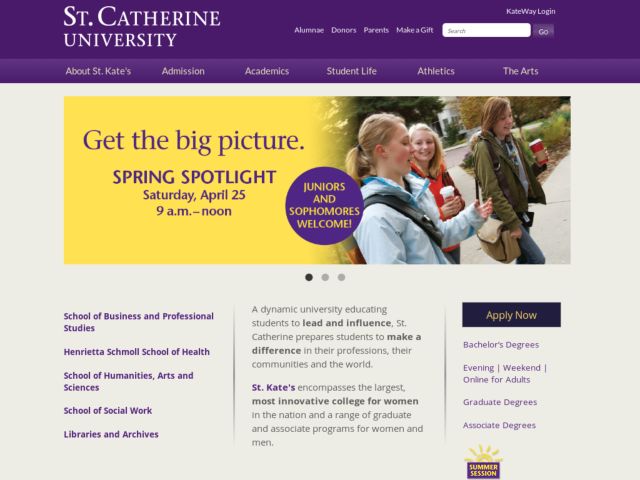 St. Catherine
University
KateWay Login
Alumnae Donors Parents Make a Gift Search Go
About St. Kate's Admission Academics Student Life Athletics The Arts
Get the big picture.
SPRING SPOTLIGHT
Saturday, April 25
9 a.m.–noon
JUNIORS
AND
SOPHOMORES
WELCOME!
School of Business and Professional
Studies
Henrietta Schmoll School of Health
School of Humanities, Arts and
Sciences
School of Social Work
Libraries and Archives
A dynamic university educating
students to lead and influence, St.
Catherine prepares students to make a
difference in their professions, their
communities and the world.
St. Kate's encompasses the largest,
most innovative college for women
in the nation and a range of graduate
and associate programs for women and
men.
Apply Now
Bachelor's Degrees
Evening | Weekend |
Online for Adults
Graduate Degrees
Associate Degrees
SUMMER
SESSION